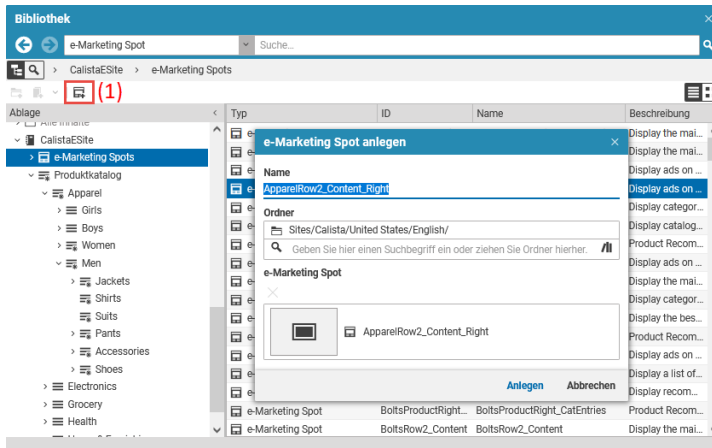 Bibliothek
e-Marketing Spot
Suche...
CalistaESite > e-Marketing Spots
(1)
Ablage
Typ ID Name Beschreibung
Alle Inhalte
CalistaESite
e-Marketing Spots
Produktkatalog
Apparel
Girls
Boys
Women
Men
Jackets
Shirts
Suits
Pants
Accessories
Shoes
Electronics
Grocery
Health
Display the mai...
Display the mai...
Display ads on ...
Display ads on ...
Display categor...
Display catalog...
Product Recom...
Display ads on ...
Display the mai...
Display categor...
Display the bes...
Product Recom...
Display ads on ...
Display a list of...
Display recom...
e-Marketing Spot BoltsProductRight... BoltsProductRight_CatEntries Product Recom...
e-Marketing Spot BoltsRow2_Content BoltsRow2_Content Display the mai...
e-Marketing Spot anlegen
Name
ApparelRow2_Content_Right
Ordner
Sites/Calista/United States/English/
Geben Sie hier einen Suchbegriff ein oder ziehen Sie Ordner hierher.
e-Marketing Spot
ApparelRow2_Content_Right
Anlegen Abbrechen